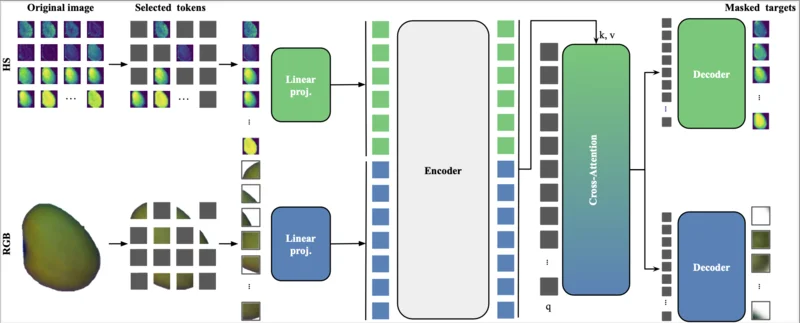 Original image
Selected tokens
Masked targets
HS
Linear
proj.
Encoder
k, v
Cross-Attention
Decoder
RGB
Linear
proj.
q
Decoder